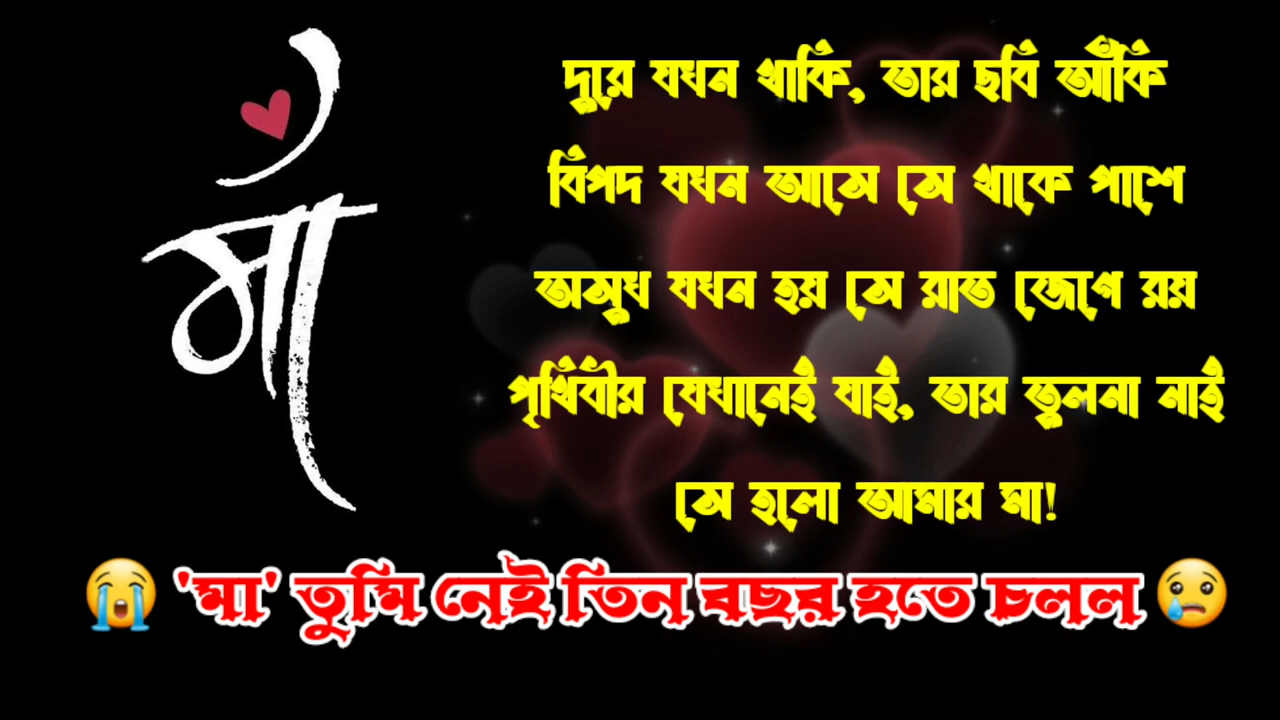 মা
দুরে যখন থাকি, তার ছবি আঁকি
বিপদ যখন আসে সে থাকে পাশে
অসুখ যখন হয় সে রাত জেগে রয়
পৃথিবীর যেখানেই যাই, তার তুলনা নাই
সে হলো আমার মা!
😭 'মা' তুমি নেই তিন বছর হতে চলল 😢